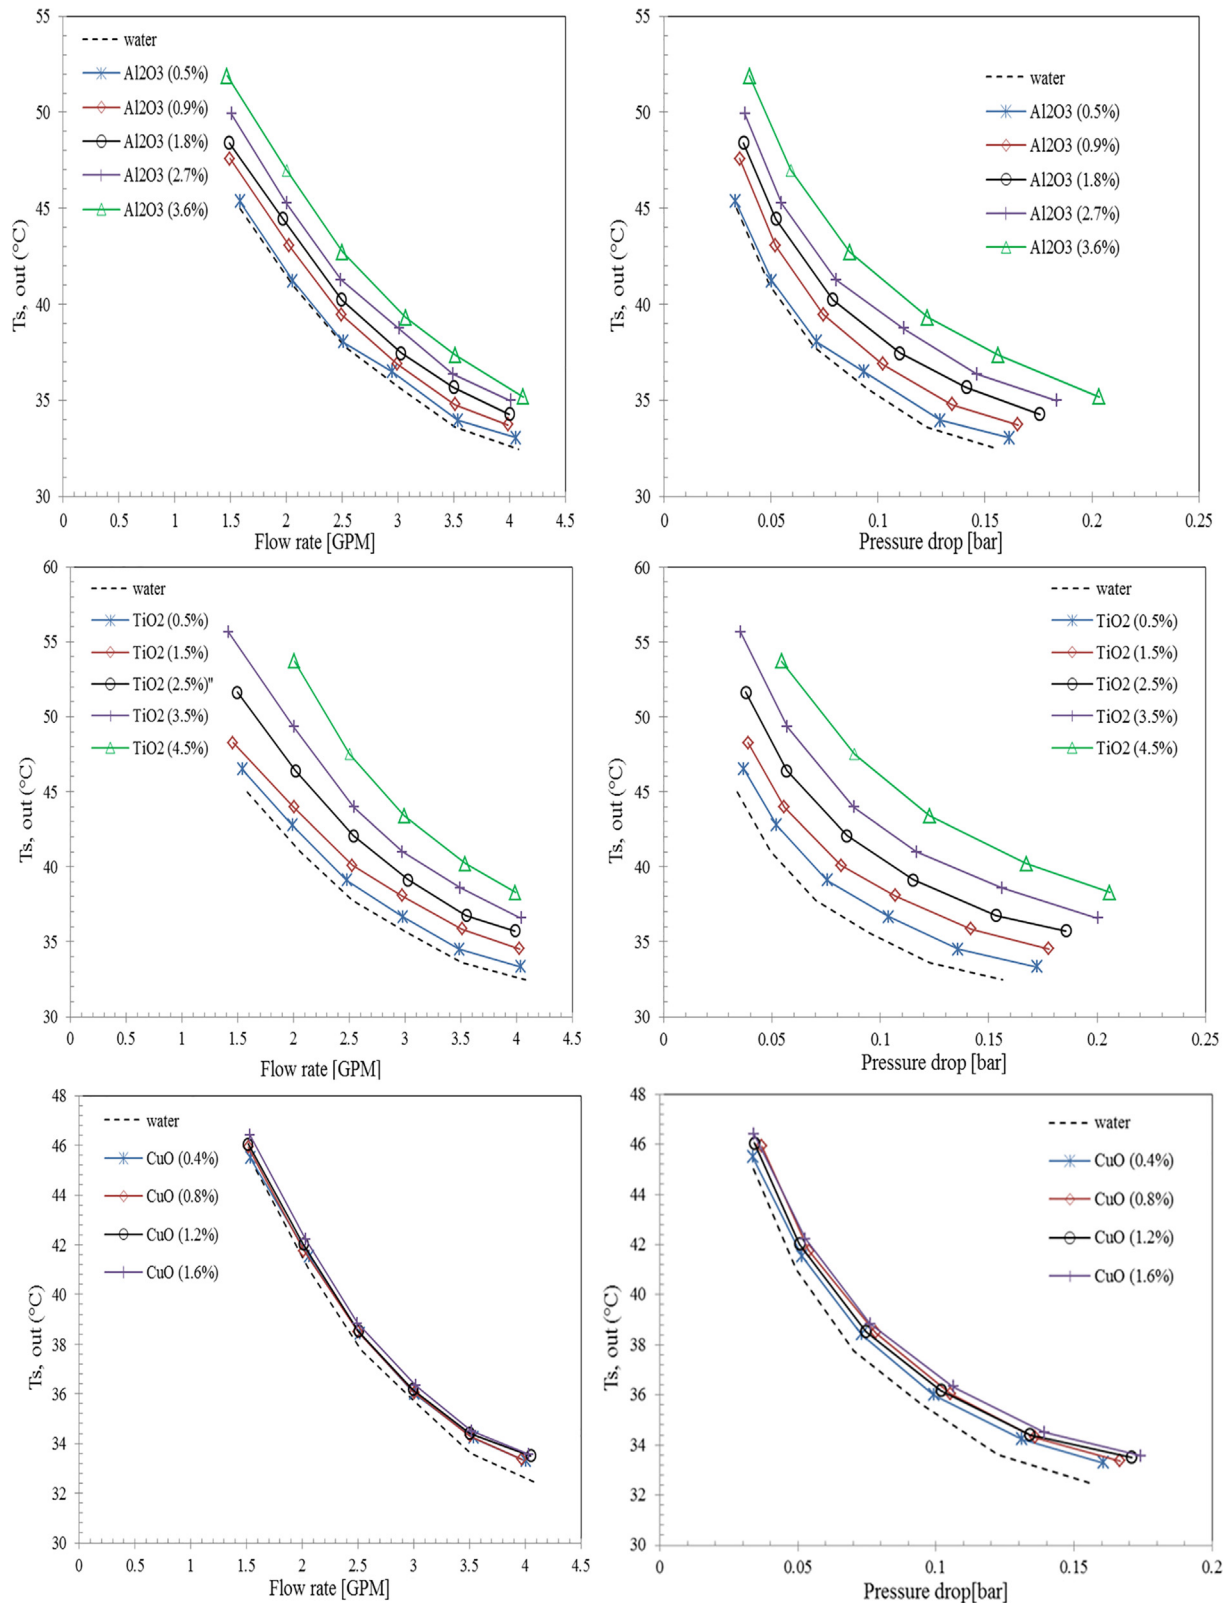 55
50
45
40
35
30
Ts, out (°C)
water
Al2O3 (0.5%)
Al2O3 (0.9%)
Al2O3 (1.8%)
Al2O3 (2.7%)
Al2O3 (3.6%)
0 0.5 1 1.5 2 2.5 3 3.5 4 4.5
Flow rate [GPM]
55
50
45
40
35
30
Ts, out (°C)
water
Al2O3 (0.5%)
Al2O3 (0.9%)
Al2O3 (1.8%)
Al2O3 (2.7%)
Al2O3 (3.6%)
0 0.05 0.1 0.15 0.2 0.25
Pressure drop [bar]
60
55
50
45
40
35
30
Ts, out (°C)
water
TiO2 (0.5%)
TiO2 (1.5%)
TiO2 (2.5%)"
TiO2 (3.5%)
TiO2 (4.5%)
0 0.5 1 1.5 2 2.5 3 3.5 4 4.5
Flow rate [GPM]
60
55
50
45
40
35
30
Ts, out (°C)
water
TiO2 (0.5%)
TiO2 (1.5%)
TiO2 (2.5%)
TiO2 (3.5%)
TiO2 (4.5%)
0 0.05 0.1 0.15 0.2 0.25
Pressure drop [bar]
48
46
44
42
40
38
36
34
32
30
Ts, out (°C)
water
CuO (0.4%)
CuO (0.8%)
CuO (1.2%)
CuO (1.6%)
0 0.5 1 1.5 2 2.5 3 3.5 4 4.5
Flow rate [GPM]
48
46
44
42
40
38
36
34
32
30
Ts, out (°C)
water
CuO (0.4%)
CuO (0.8%)
CuO (1.2%)
CuO (1.6%)
0 0.05 0.1 0.15 0.2
Pressure drop[bar]